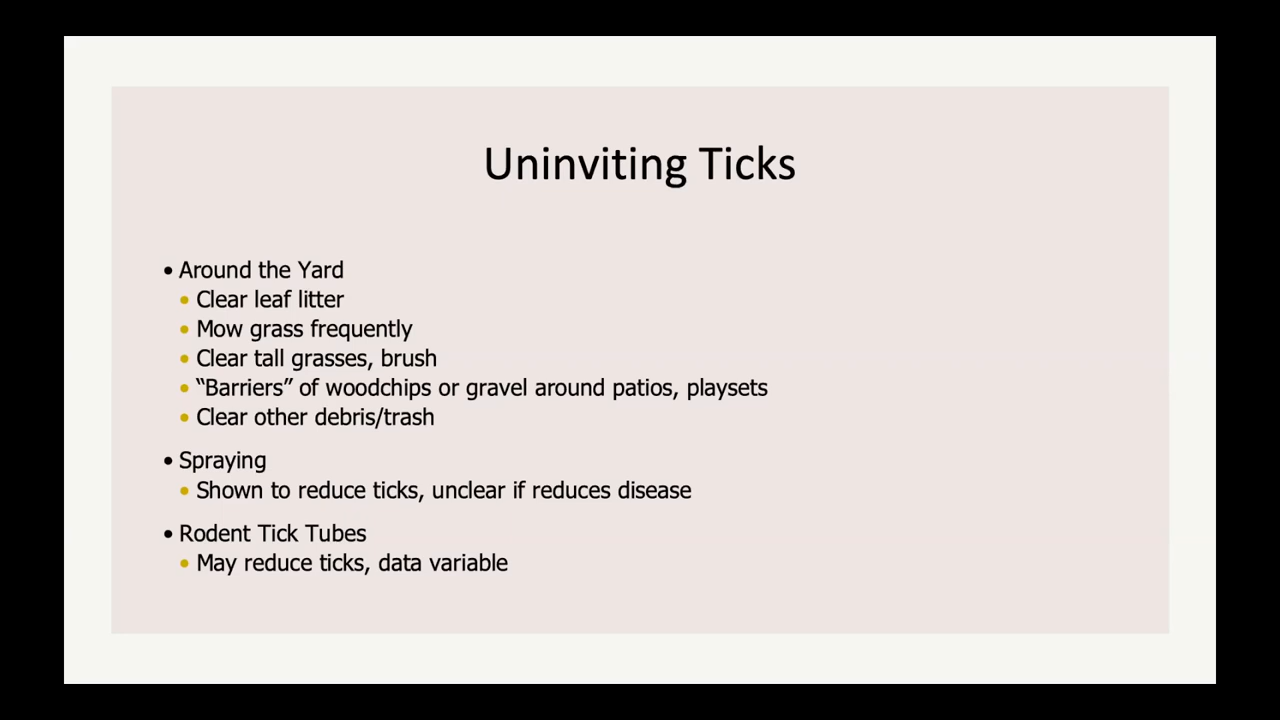 Uninviting Ticks
• Around the Yard
• Clear leaf litter
• Mow grass frequently
• Clear tall grasses, brush
• “Barriers” of woodchips or gravel around patios, playsets
• Clear other debris/trash
• Spraying
• Shown to reduce ticks, unclear if reduces disease
• Rodent Tick Tubes
• May reduce ticks, data variable